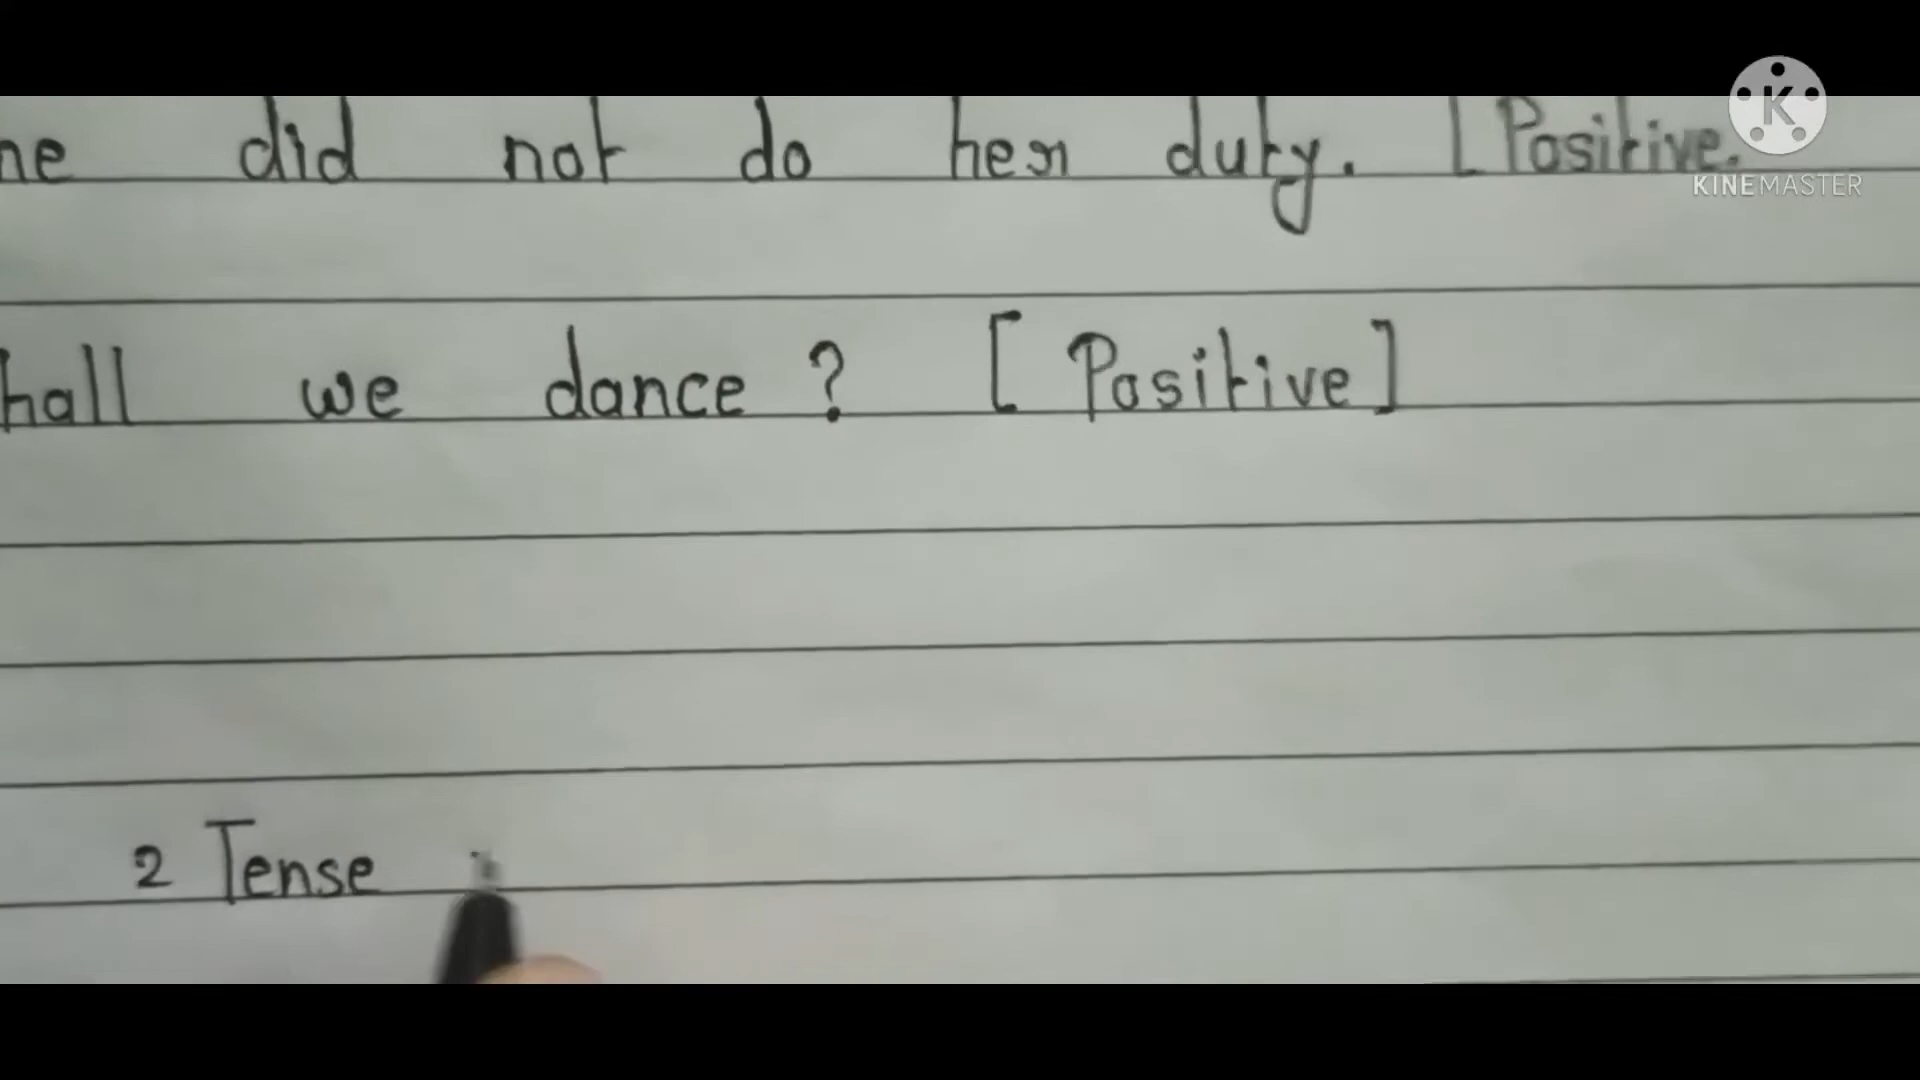 he did not do her duty. [Positive.
hall we dance ? [ Positive ]
2 Tense
K
KINEMASTER